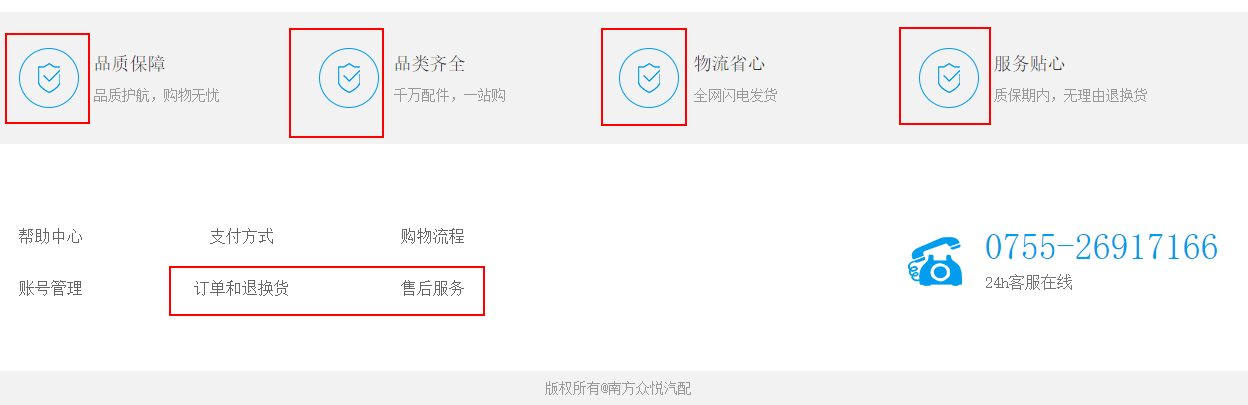 品质保障
品质护航，购物无忧
品类齐全
千万配件，一站购
物流省心
全网闪电发货
服务贴心
质保期内，无理由退换货
帮助中心 支付方式 购物流程
账号管理 订单和退换货 售后服务
0755-26917166
24h客服在线
版权所有@南方众悦汽配